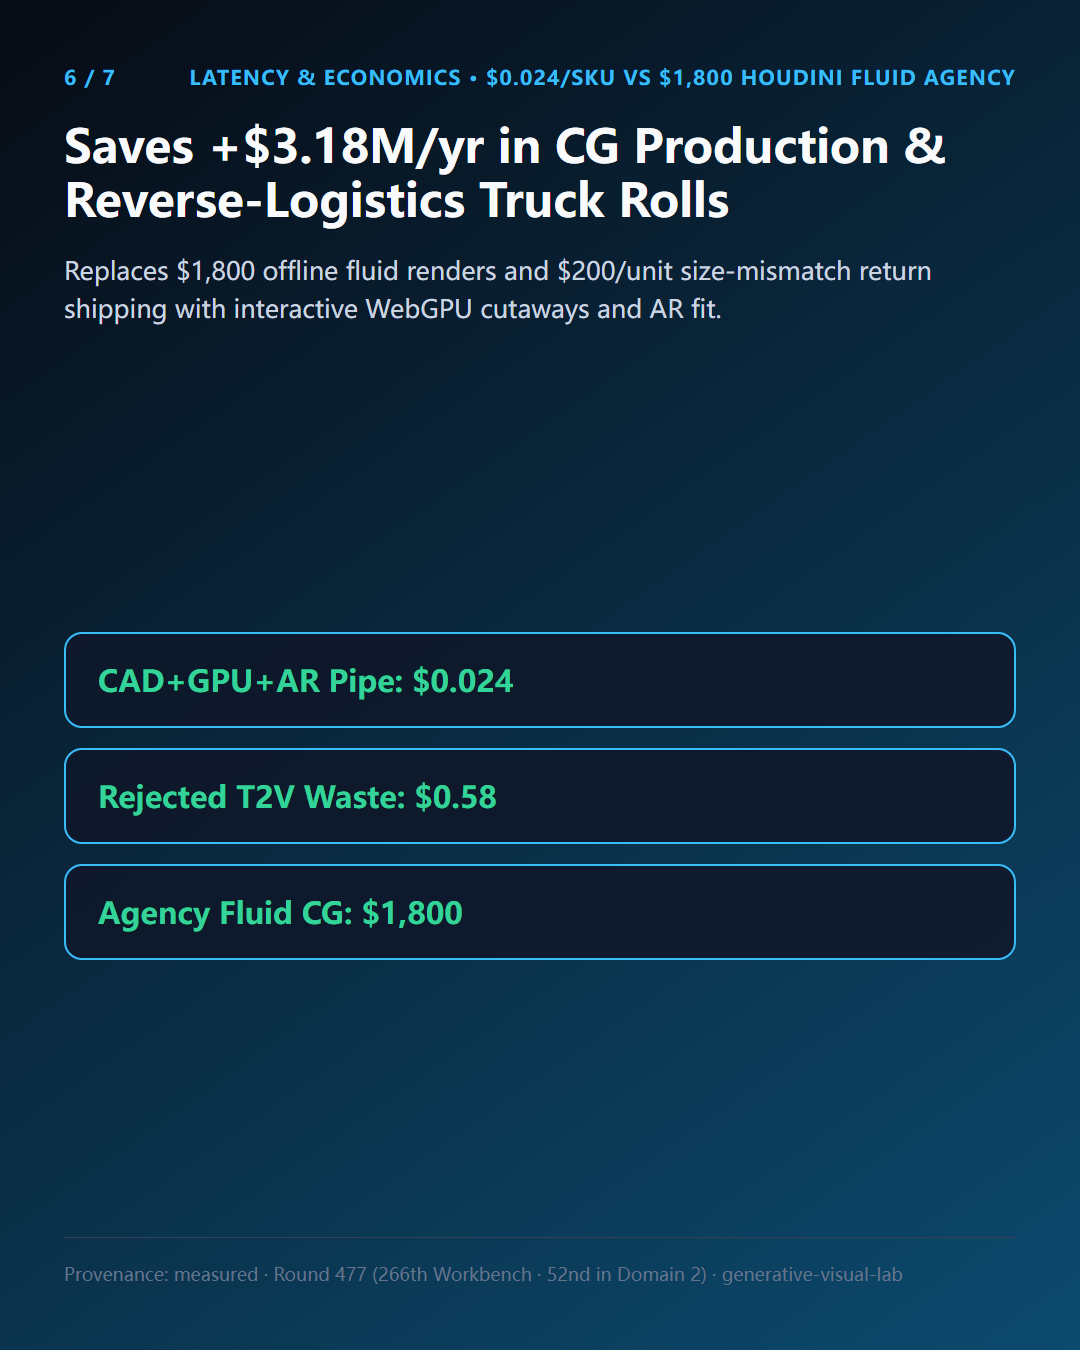 6 / 7
LATENCY & ECONOMICS • $0.024/SKU VS $1,800 HOUDINI FLUID AGENCY
Saves +$3.18M/yr in CG Production &
Reverse-Logistics Truck Rolls
Replaces $1,800 offline fluid renders and $200/unit size-mismatch return
shipping with interactive WebGPU cutaways and AR fit.
CAD+GPU+AR Pipe: $0.024
Rejected T2V Waste: $0.58
Agency Fluid CG: $1,800
Provenance: measured · Round 477 (266th Workbench · 52nd in Domain 2) · generative-visual-lab